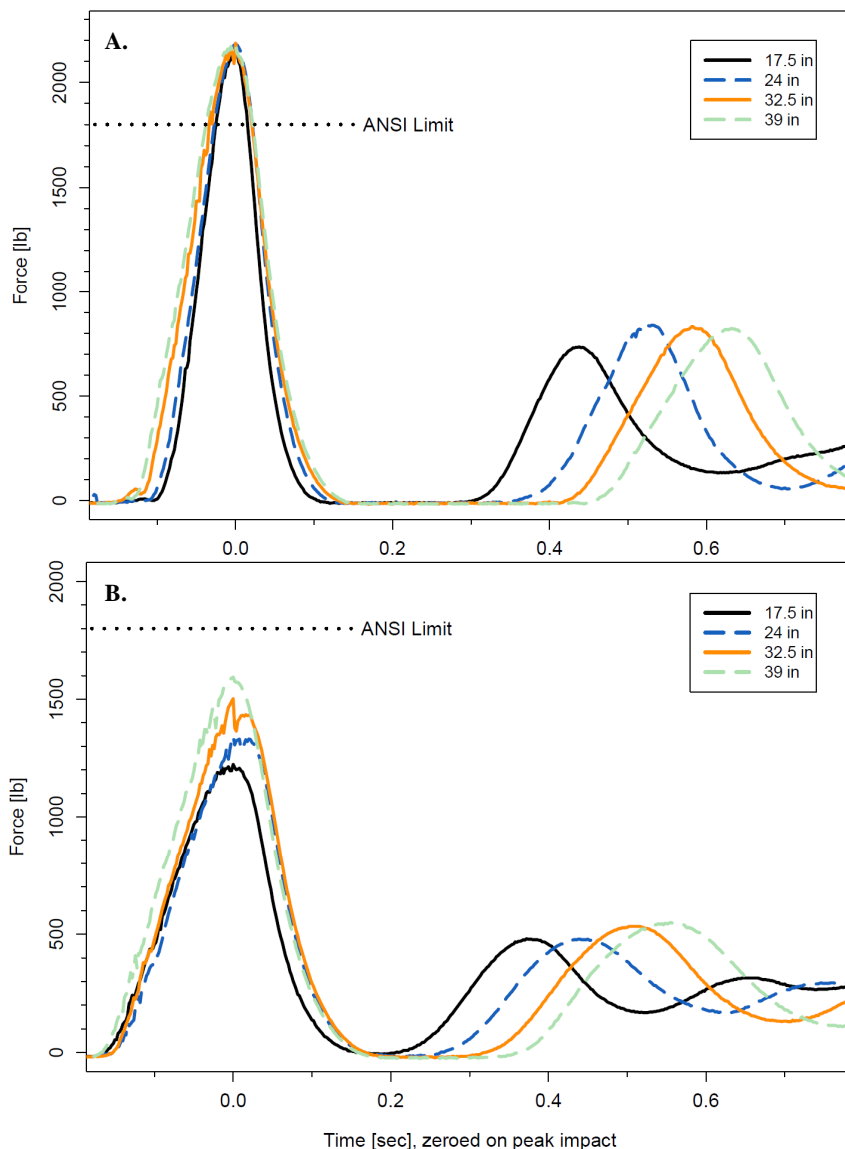 A.
17.5 in
24 in
32.5 in
39 in
ANSI Limit
Force [lb]
2000
1500
1000
500
0
0.0 0.2 0.4 0.6
B.
17.5 in
24 in
32.5 in
39 in
ANSI Limit
Force [lb]
2000
1500
1000
500
0
0.0 0.2 0.4 0.6
Time [sec], zeroed on peak impact